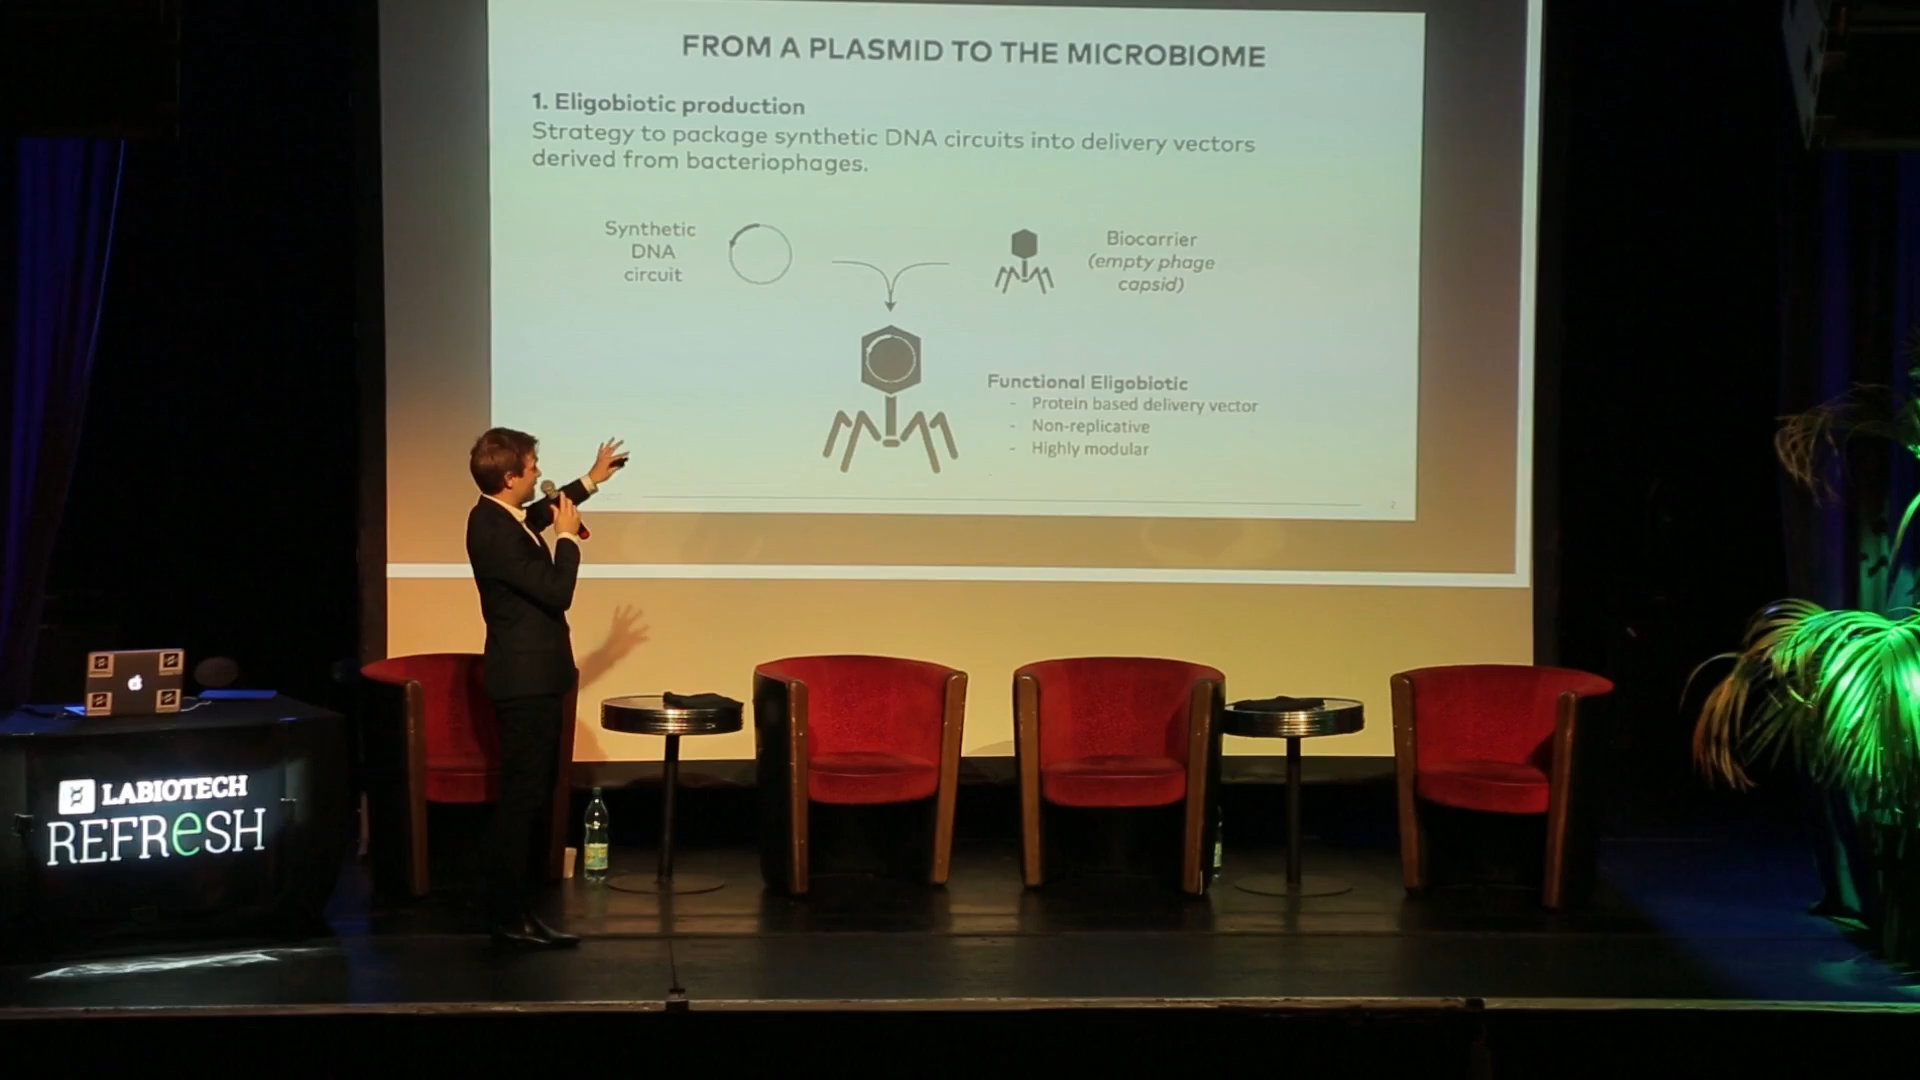 FROM A PLASMID TO THE MICROBIOME
1. Eligobiotic production
Strategy to package synthetic DNA circuits into delivery vectors
derived from bacteriophages.
Synthetic
DNA
circuit
Biocarrier
(empty phage
capsid)
Functional Eligobiotic
- Protein based delivery vector
- Non-replicative
- Highly modular
2
LABIOTECH
REFReSH